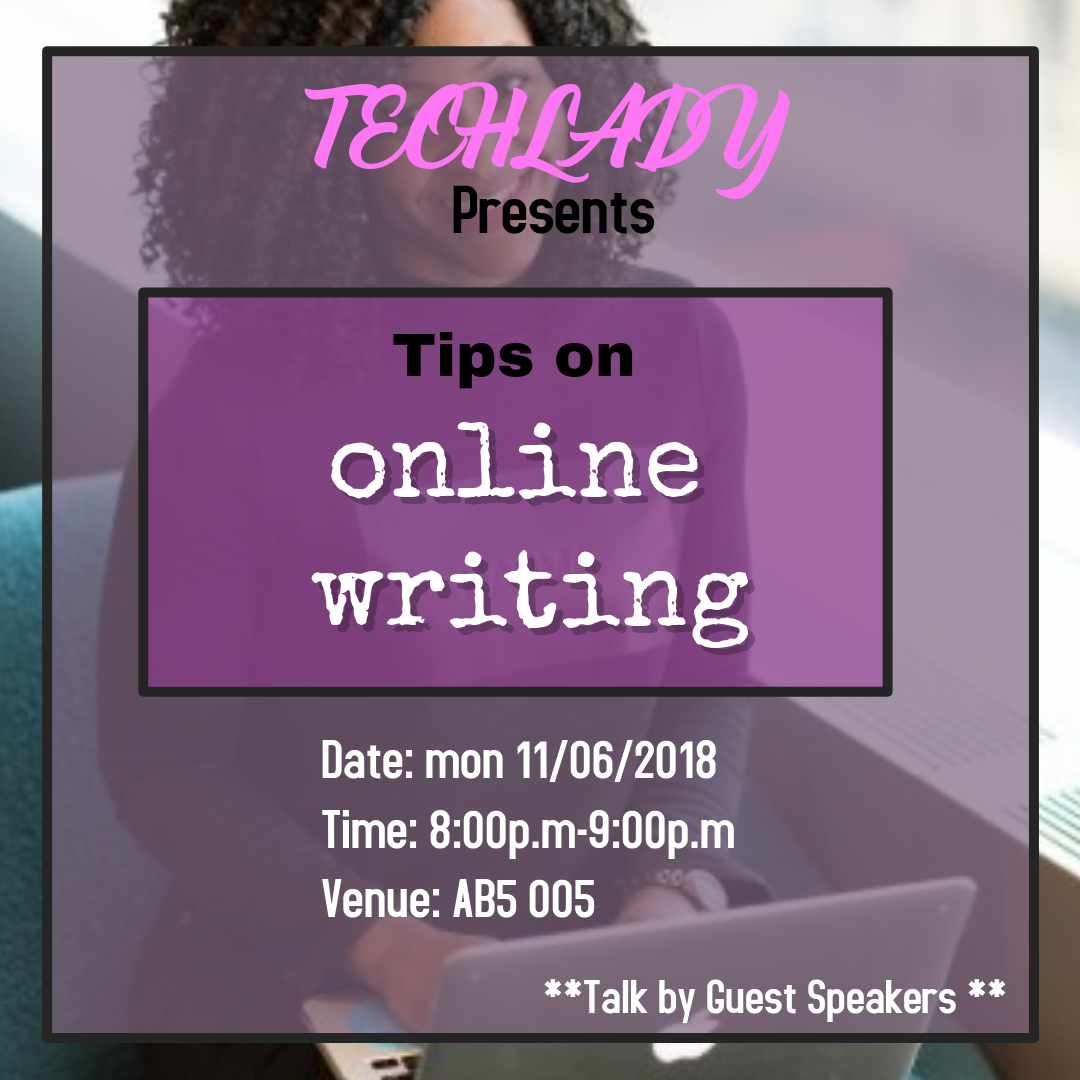 TECHLADY
Presents
Tips on
online
writing
Date: mon 11/06/2018
Time: 8:00p.m-9:00p.m
Venue: AB5 005
**Talk by Guest Speakers **